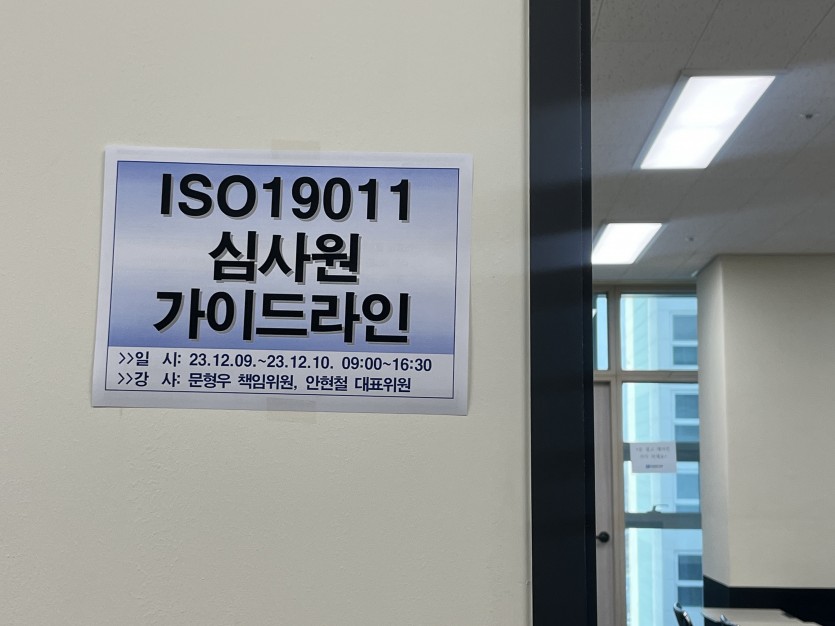 ISO19011
심사원
가이드라인
>>일 시: 23.12.09.~23.12.10. 09:00~16:30
>>강 사: 문형우 책임위원, 안현철 대표위원